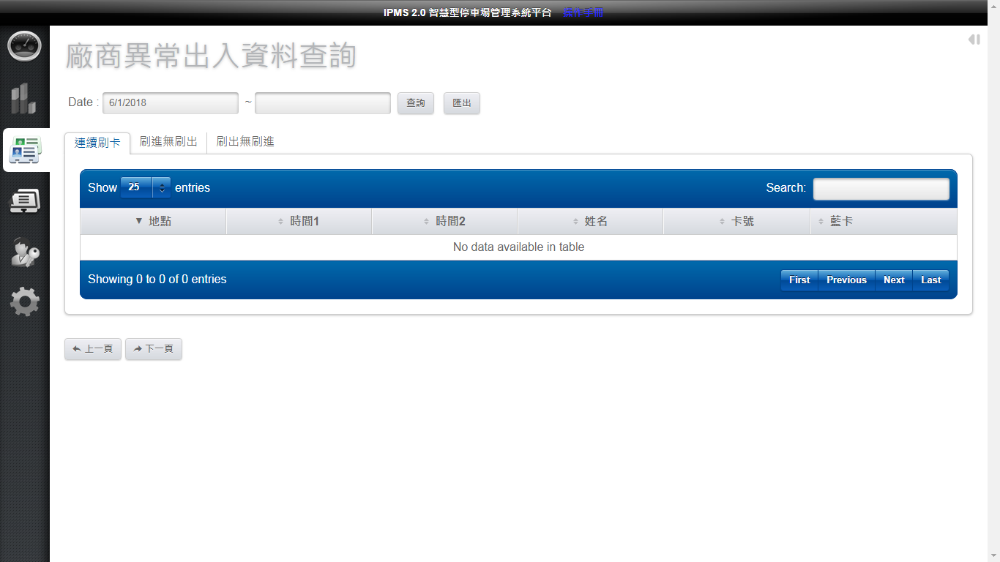 IPMS 2.0 智慧型停車場管理系統平台 操作手冊
廠商異常出入資料查詢
Date : 6/1/2018 ~ 查詢 匯出
連續刷卡 刷進無刷出 刷出無刷進
Show 25 entries Search:
地點 時間1 時間2 姓名 卡號 藍卡
No data available in table
Showing 0 to 0 of 0 entries First Previous Next Last
上一頁 下一頁